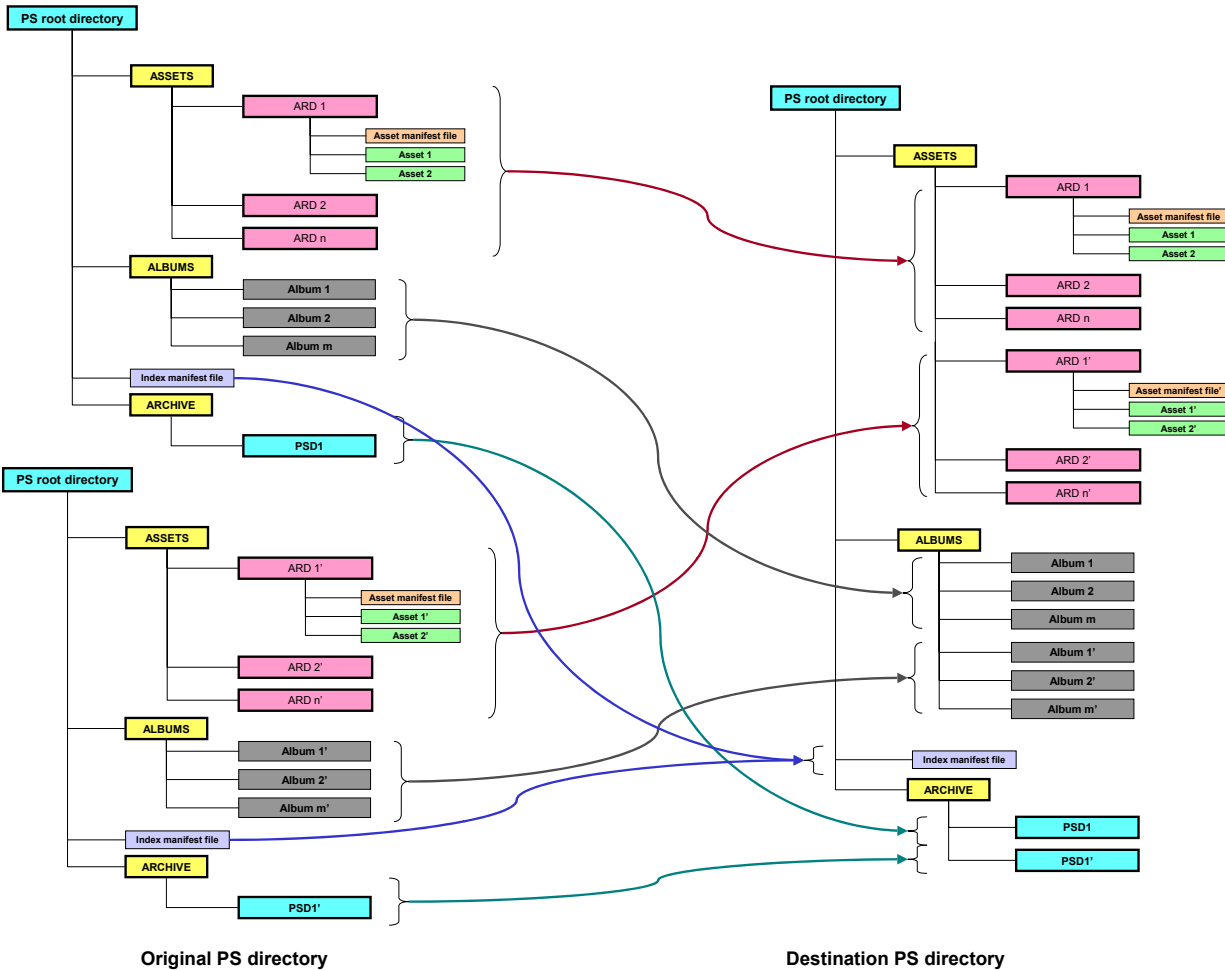 PS root directory
ASSETS
ARD 1
Asset manifest file
Asset 1
Asset 2
ARD 2
ARD n
ALBUMS
Album 1
Album 2
Album m
Index manifest file
ARCHIVE
PSD1
PS root directory
ASSETS
ARD 1'
Asset manifest file
Asset 1'
Asset 2'
ARD 2'
ARD n'
ALBUMS
Album 1'
Album 2'
Album m'
Index manifest file
ARCHIVE
PSD1'
Original PS directory
PS root directory
ASSETS
ARD 1
Asset manifest file
Asset 1
Asset 2
ARD 2
ARD n
ARD 1'
Asset manifest file'
Asset 1'
Asset 2'
ARD 2'
ARD n'
ALBUMS
Album 1
Album 2
Album m
Album 1'
Album 2'
Album m'
Index manifest file
ARCHIVE
PSD1
PSD1'
Destination PS directory